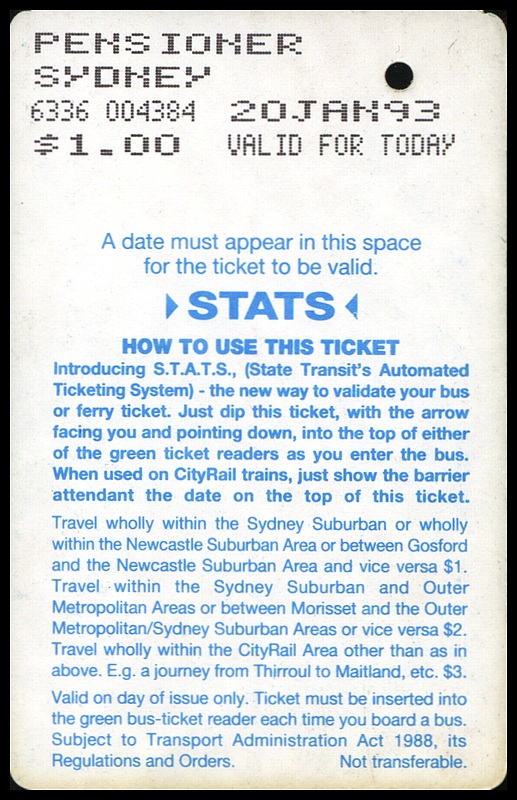 PENSIONER
SYDNEY
6336 004384 20JAN93
$1.00 VALID FOR TODAY
A date must appear in this space
for the ticket to be valid.
STATS
HOW TO USE THIS TICKET
Introducing S.T.A.T.S., (State Transit's Automated
Ticketing System) - the new way to validate your bus
or ferry ticket. Just dip this ticket, with the arrow
facing you and pointing down, into the top of either
of the green ticket readers as you enter the bus.
When used on CityRail trains, just show the barrier
attendant the date on the top of this ticket.
Travel wholly within the Sydney Suburban or wholly
within the Newcastle Suburban Area or between Gosford
and the Newcastle Suburban Area and vice versa $1.
Travel within the Sydney Suburban and Outer
Metropolitan Areas or between Morisset and the Outer
Metropolitan/Sydney Suburban Areas or vice versa $2.
Travel wholly within the CityRail Area other than as in
above. E.g. a journey from Thirroul to Maitland, etc. $3.
Valid on day of issue only. Ticket must be inserted into
the green bus-ticket reader each time you board a bus.
Subject to Transport Administration Act 1988, its
Regulations and Orders. Not transferable.